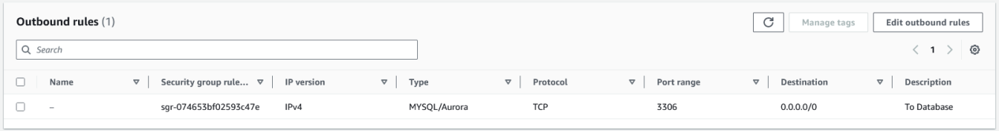 Outbound rules (1)
Manage tags
Edit outbound rules
Search
1
Name Security group rule... IP version Type Protocol Port range Destination Description
– sgr-074653bf02593c47e IPv4 MYSQL/Aurora TCP 3306 0.0.0.0/0 To Database